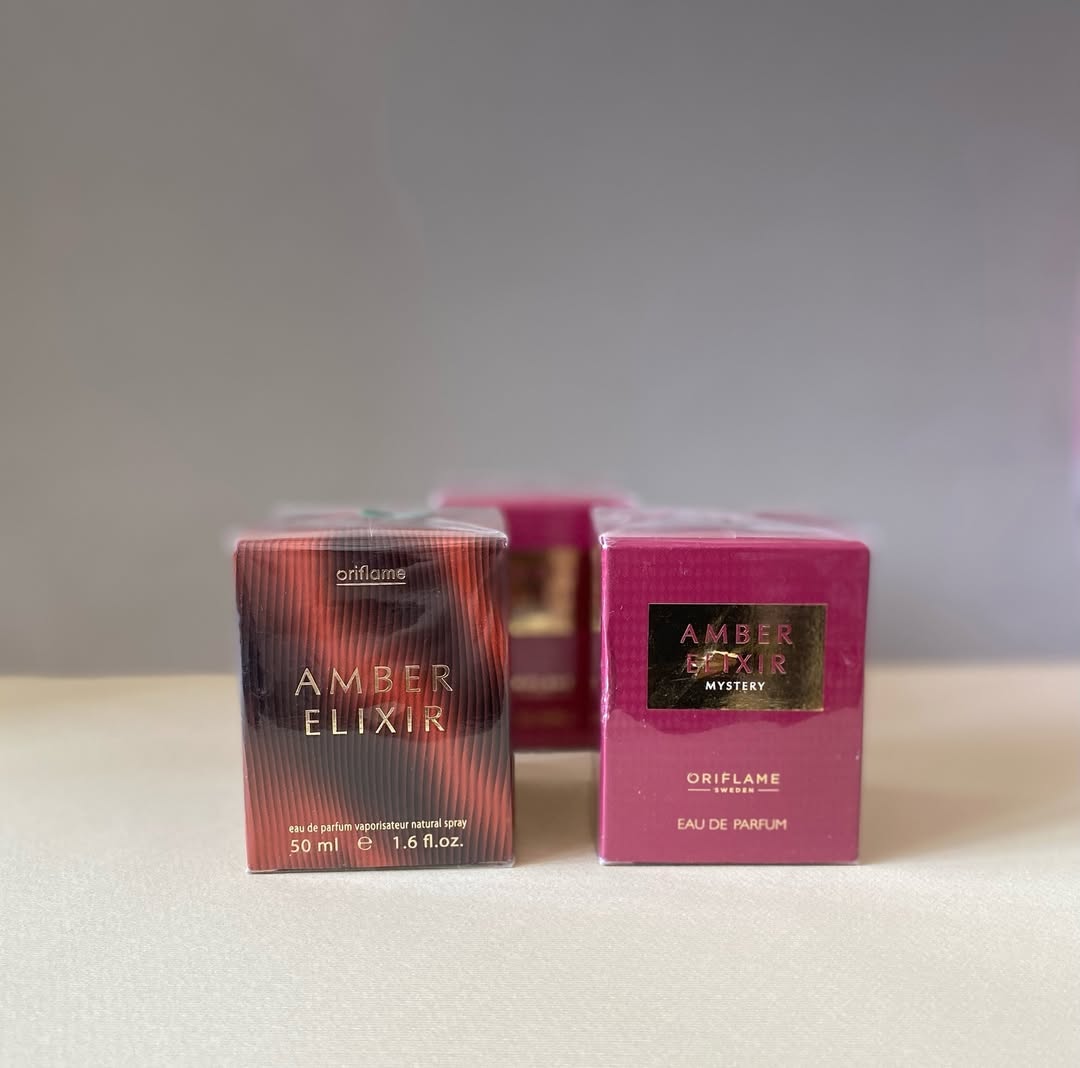 oriflame
AMBER
ELIXIR
eau de parfum vaporisateur natural spray
50 ml e 1.6 fl.oz.
AMBER
ELIXIR
MYSTERY
ORIFLAME
SWEDEN
EAU DE PARFUM